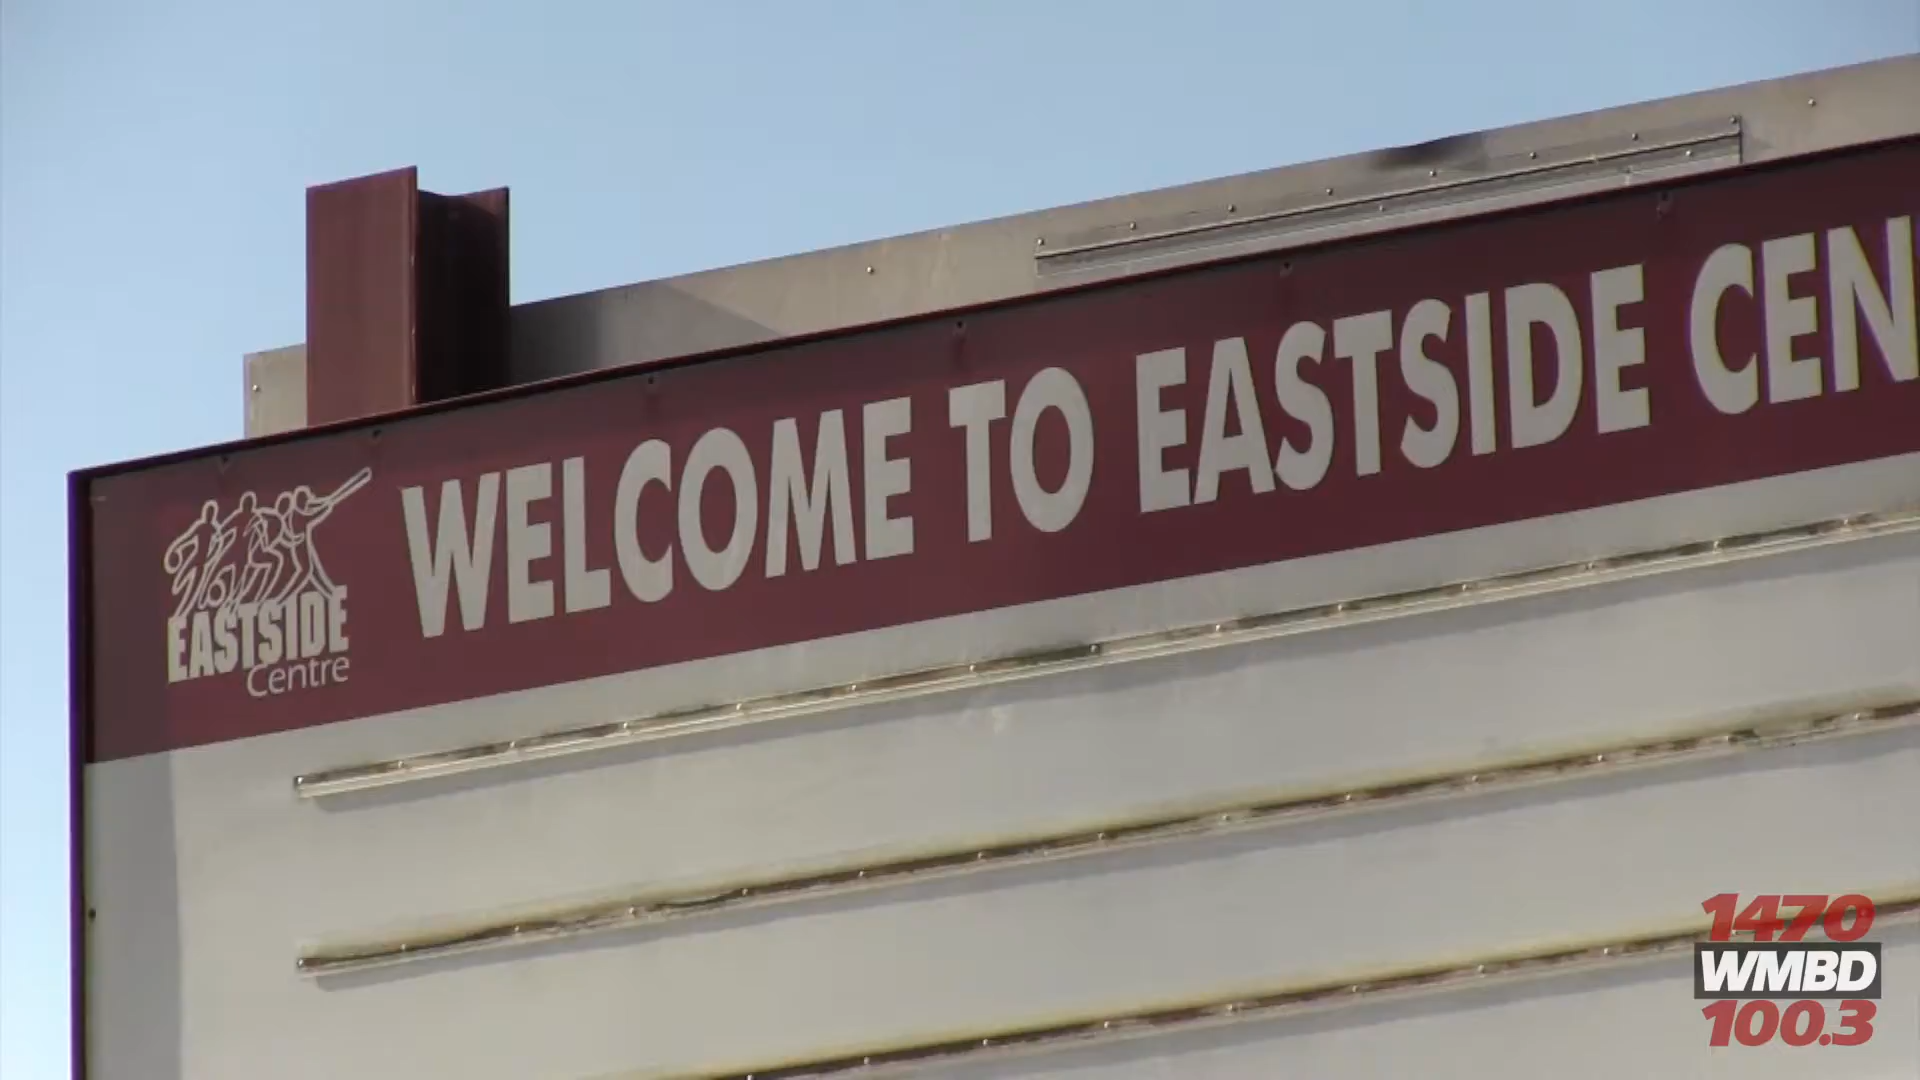 WELCOME TO EASTSIDE CEN
EASTSIDE
Centre
1470
WMBD
100.3